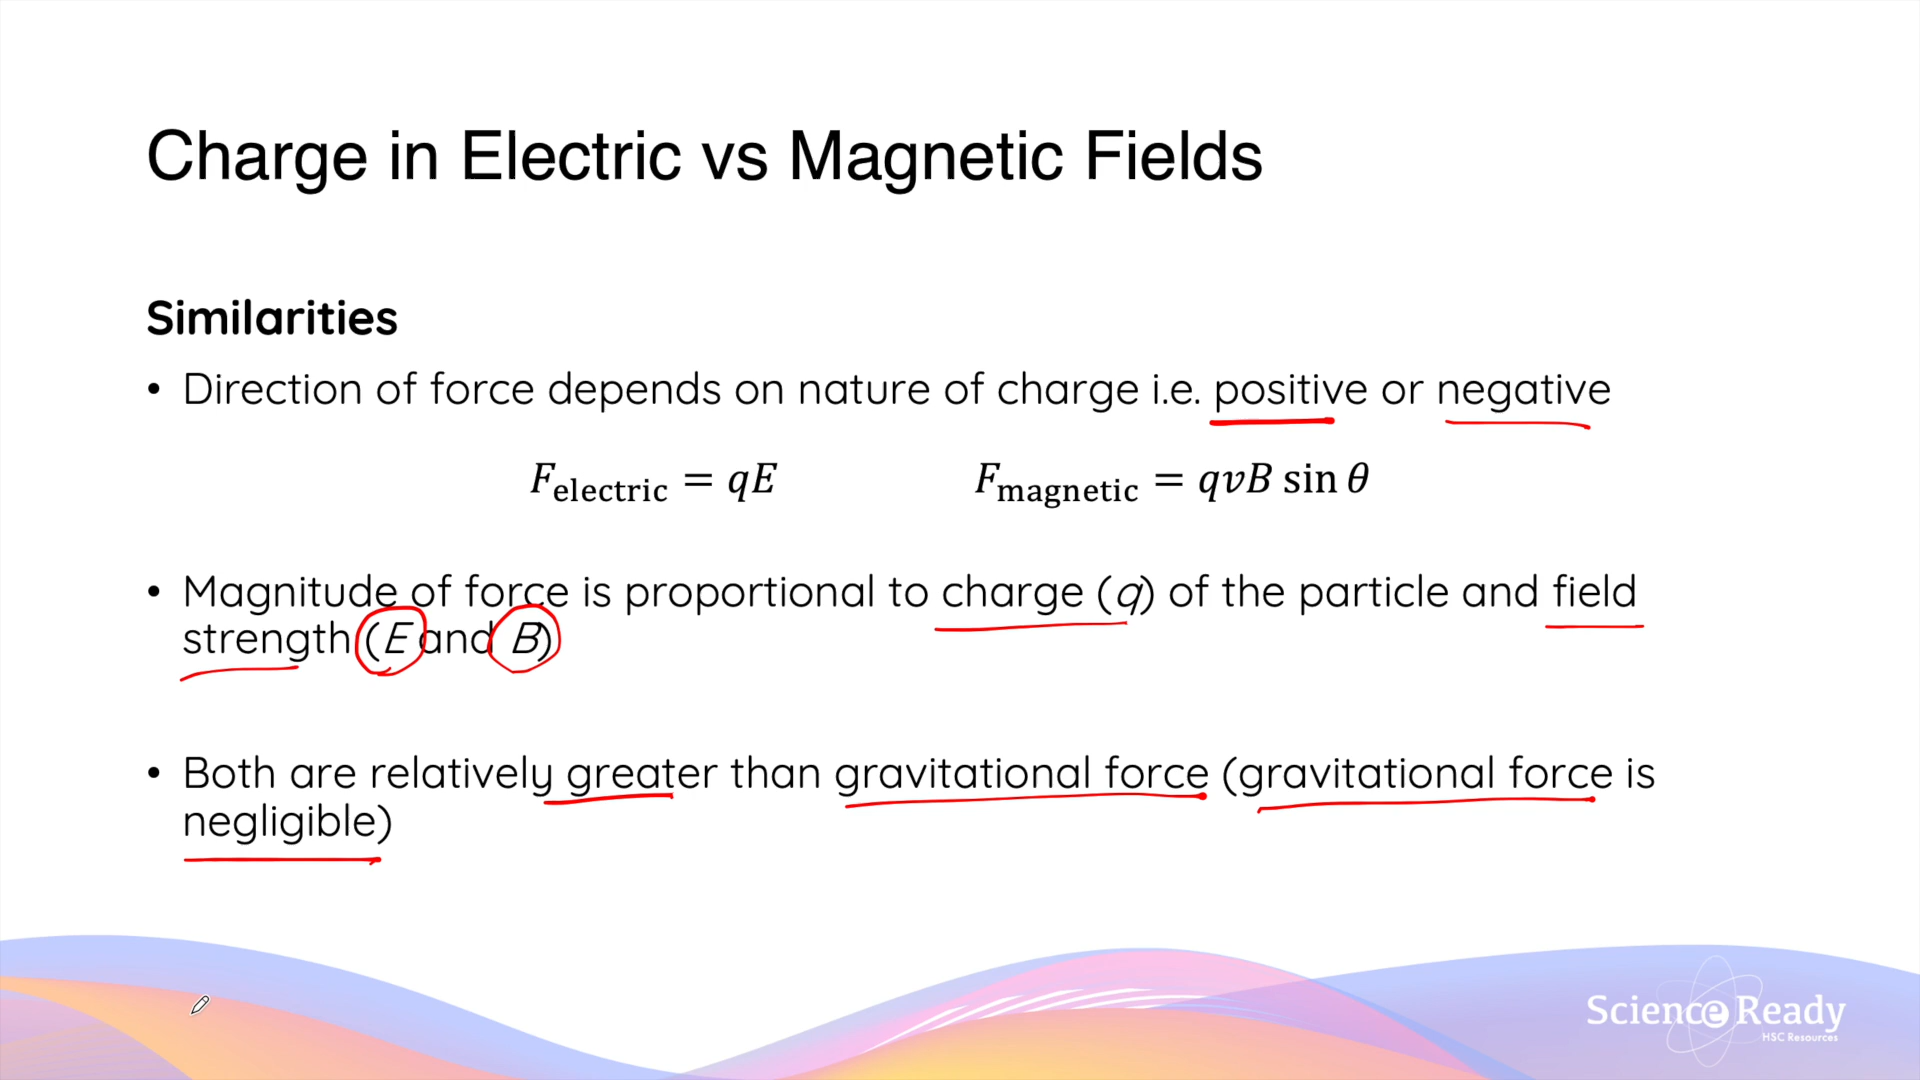 Charge in Electric vs Magnetic Fields
Similarities
• Direction of force depends on nature of charge i.e. positive or negative
F_electric = qE F_magnetic = qvB sin θ
• Magnitude of force is proportional to charge (q) of the particle and field
strength (E and B)
• Both are relatively greater than gravitational force (gravitational force is
negligible)
Science Ready
HSC Resources